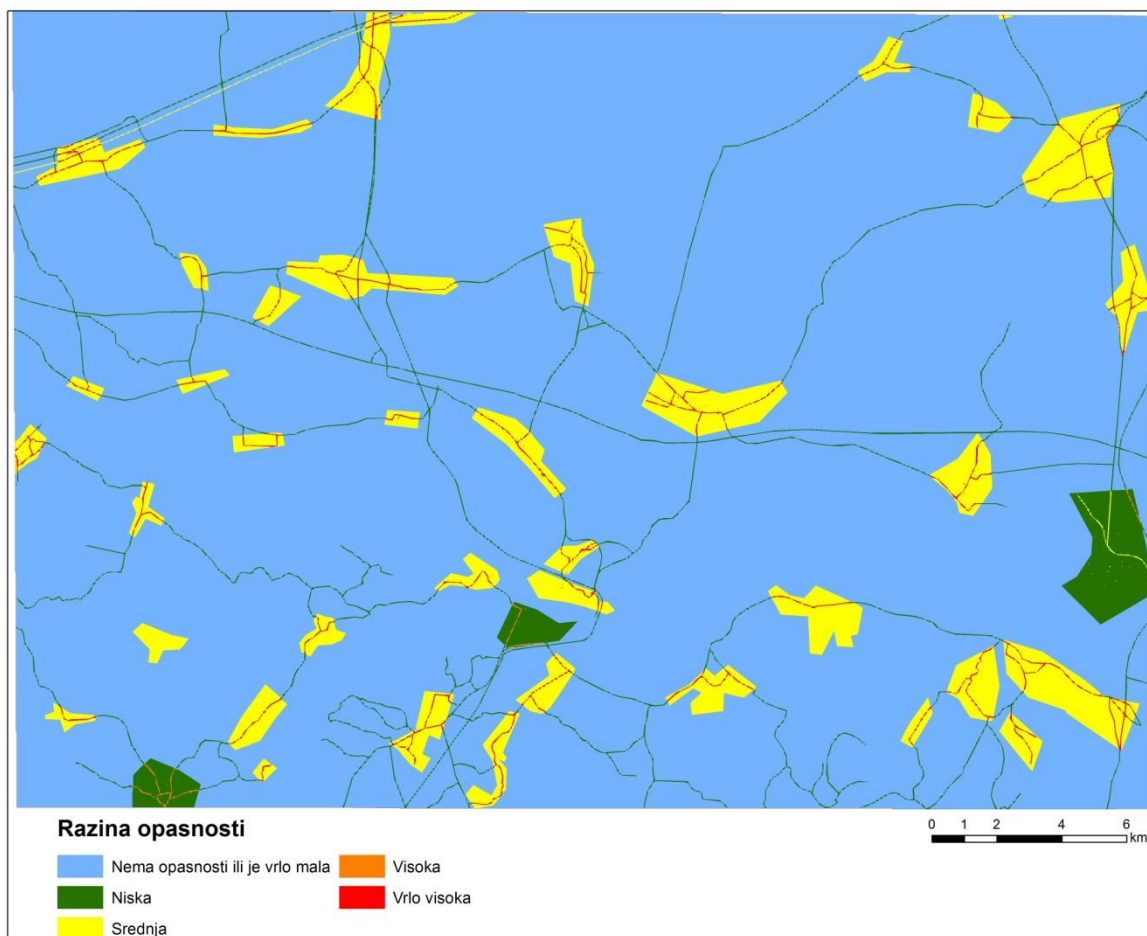 Razina opasnosti
Nema opasnosti ili je vrlo mala
Niska
Srednja
Visoka
Vrlo visoka
0 1 2 4 6
km